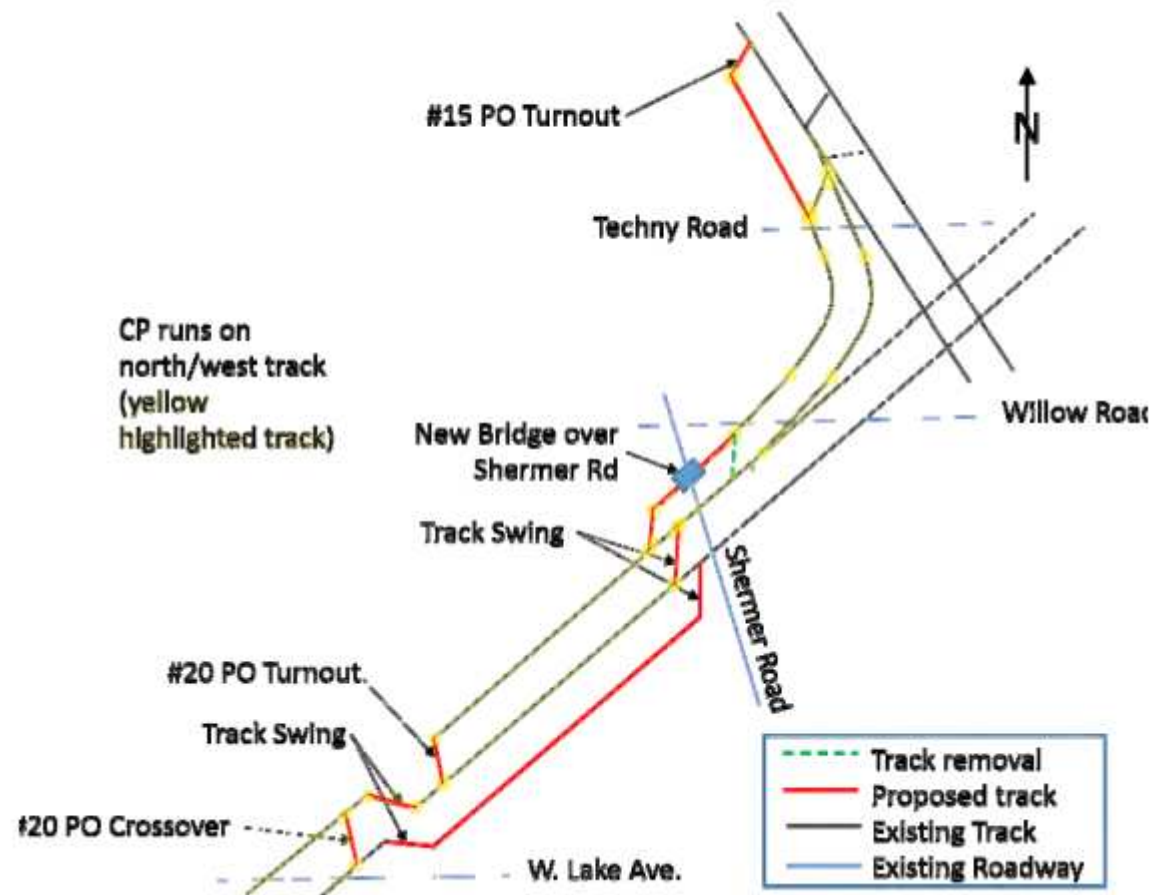 #15 PO Turnout
N
Techny Road
CP runs on
north/west track
(yellow
highlighted track)
Willow Road
New Bridge over
Shermer Rd
Track Swing
Shermer Road
#20 PO Turnout.
Track Swing
#20 PO Crossover
W. Lake Ave.
Track removal
Proposed track
Existing Track
Existing Roadway